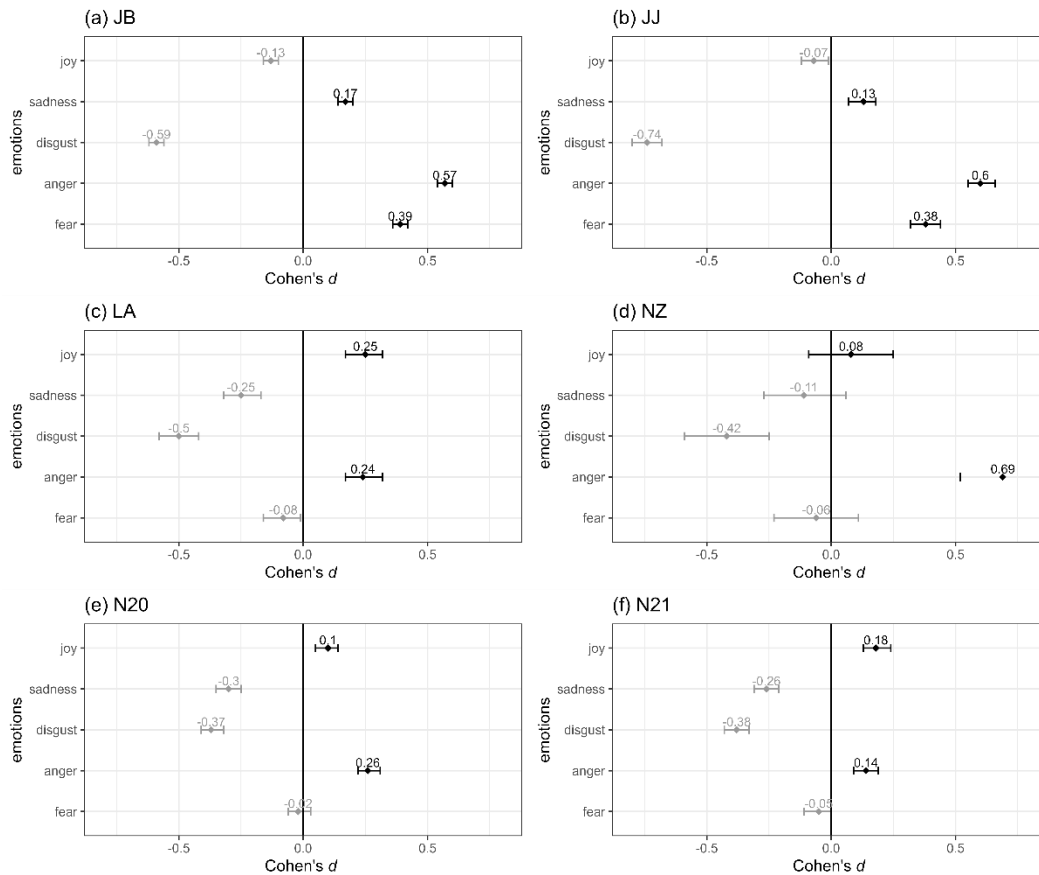 (a) JB
joy
sadness
disgust
anger
fear
emotions
-0.13
0.17
-0.59
0.57
0.39
-0.5
0.0
0.5
Cohen's d
(b) JJ
joy
sadness
disgust
anger
fear
emotions
-0.07
0.13
-0.74
0.6
0.38
-0.5
0.0
0.5
Cohen's d
(c) LA
joy
sadness
disgust
anger
fear
emotions
0.25
-0.25
-0.5
0.24
-0.08
-0.5
0.0
0.5
Cohen's d
(d) NZ
joy
sadness
disgust
anger
fear
emotions
0.08
-0.11
-0.42
0.69
-0.06
-0.5
0.0
0.5
Cohen's d
(e) N20
joy
sadness
disgust
anger
fear
emotions
0.1
-0.3
-0.37
0.26
-0.02
-0.5
0.0
0.5
Cohen's d
(f) N21
joy
sadness
disgust
anger
fear
emotions
0.18
-0.26
-0.38
0.14
-0.05
-0.5
0.0
0.5
Cohen's d